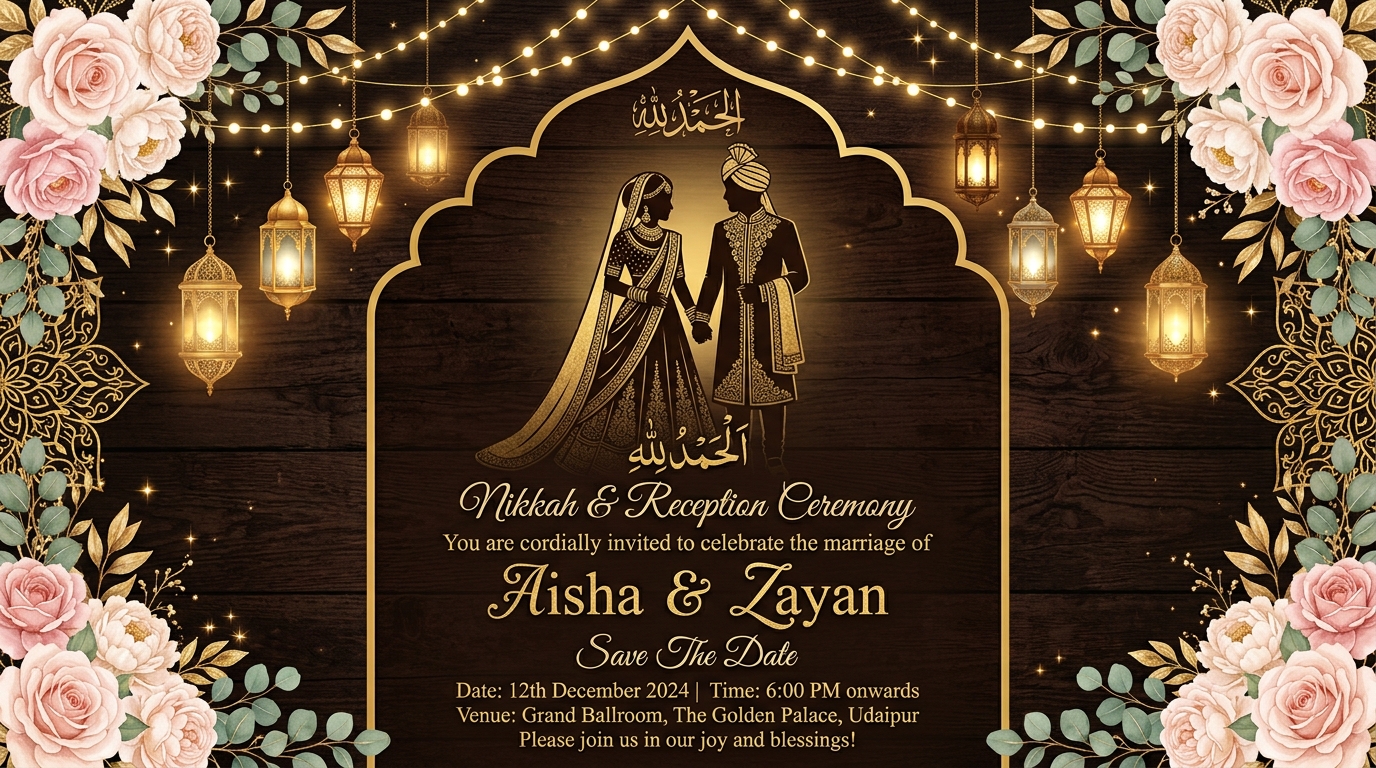 الحمد لله
اَلْحَمْدُ لِلّٰهِ
Nikkah & Reception Ceremony
You are cordially invited to celebrate the marriage of
Aisha & Zayan
Save The Date
Date: 12th December 2024 | Time: 6:00 PM onwards
Venue: Grand Ballroom, The Golden Palace, Udaipur
Please join us in our joy and blessings!